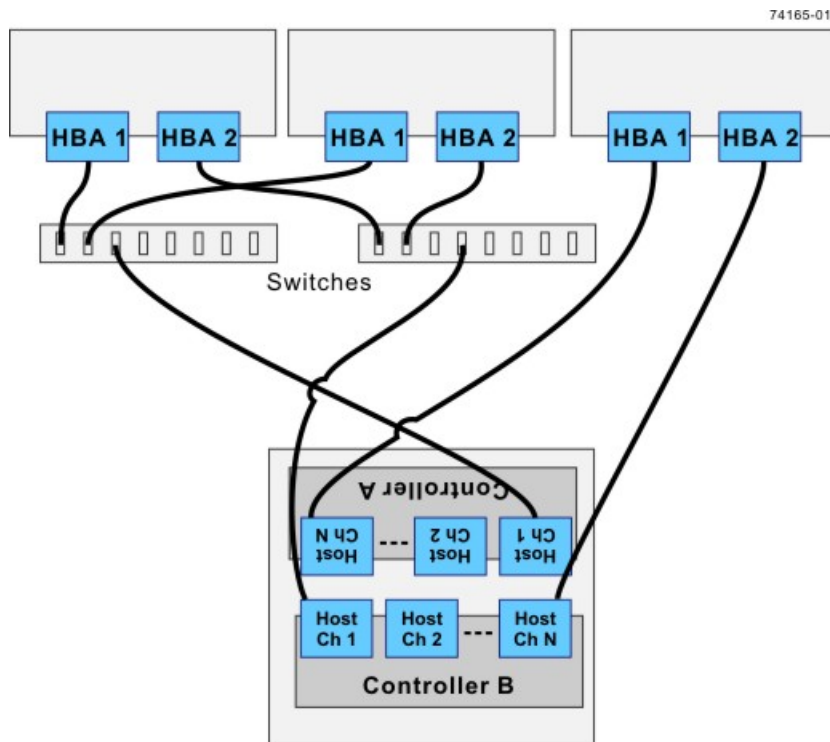 74165-01
HBA 1
HBA 2
HBA 1
HBA 2
HBA 1
HBA 2
Switches
Controller A
Host
Ch N
---
Host
Ch 2
Host
Ch 1
Host
Ch 1
Host
Ch 2
---
Host
Ch N
Controller B